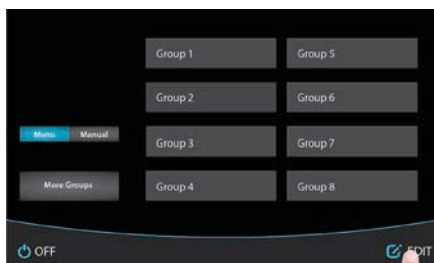 Group 1 Group 5
Group 2 Group 6
Menu Manual
Group 3 Group 7
More Groups
Group 4 Group 8
OFF EDIT